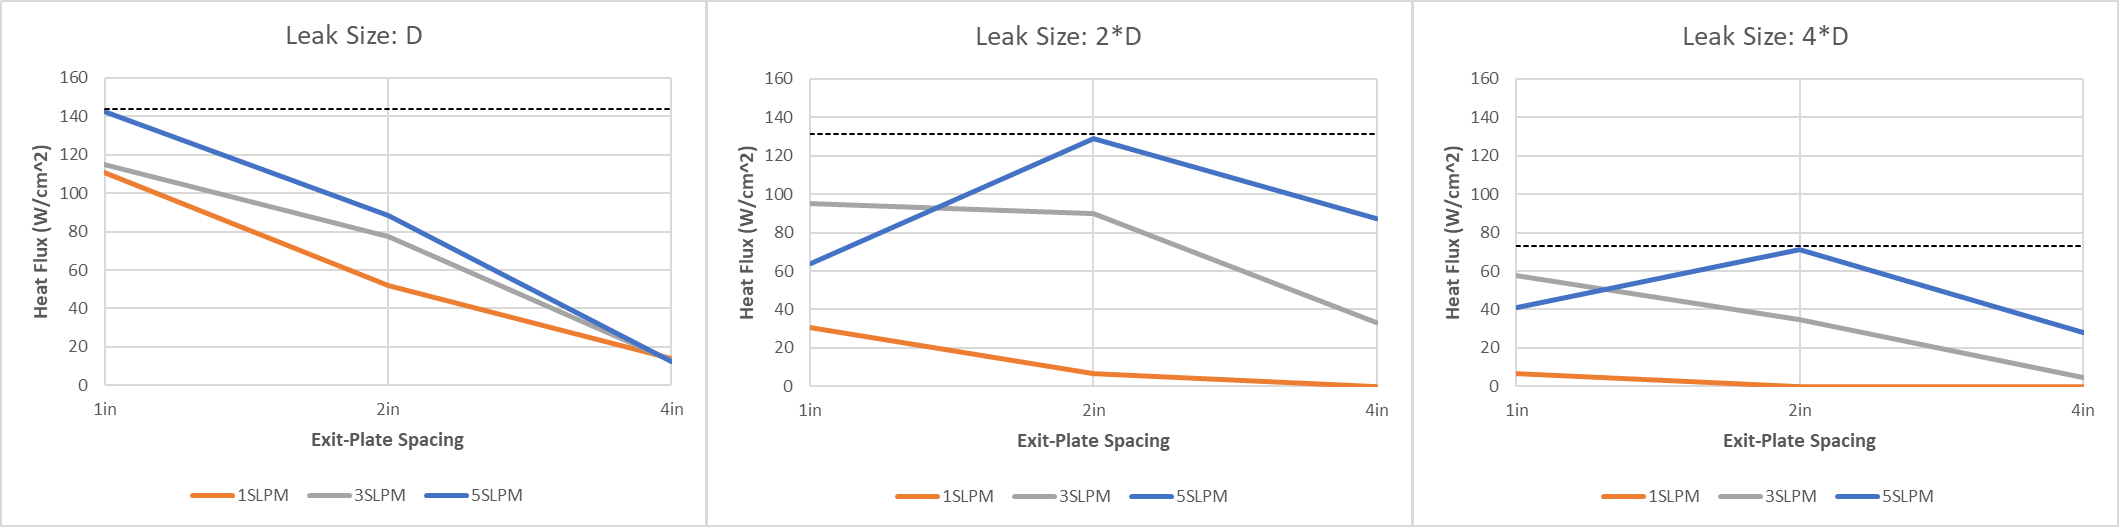 Leak Size: D
160
140
120
100
80
60
40
20
0
Heat Flux (W/cm^2)
1in 2in 4in
Exit-Plate Spacing
1SLPM 3SLPM 5SLPM
Leak Size: 2*D
160
140
120
100
80
60
40
20
0
Heat Flux (W/cm^2)
1in 2in 4in
Exit-Plate Spacing
1SLPM 3SLPM 5SLPM
Leak Size: 4*D
160
140
120
100
80
60
40
20
0
Heat Flux (W/cm^2)
1in 2in 4in
Exit-Plate Spacing
1SLPM 3SLPM 5SLPM